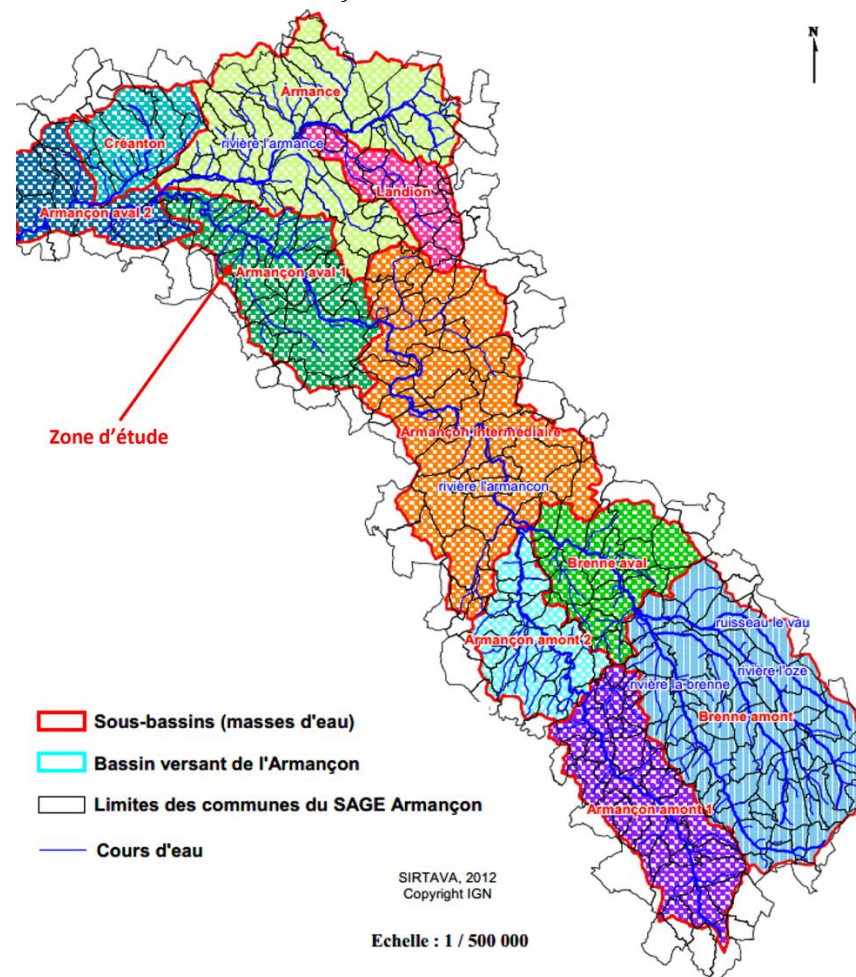 N
Armance
Créanton
rivière l'armance
Landion
Armançon aval 2
Armançon aval 1
Zone d'étude
Armançon intermédiaire
rivière l'armancon
Brenne aval
ruisseau le vau
Armançon amont 2
rivière l'oze
rivière la brenne
Brenne amont
Sous-bassins (masses d'eau)
Bassin versant de l'Armançon
Limites des communes du SAGE Armançon
Armançon amont 1
Cours d'eau
SIRTAVA, 2012
Copyright IGN
Echelle : 1 / 500 000